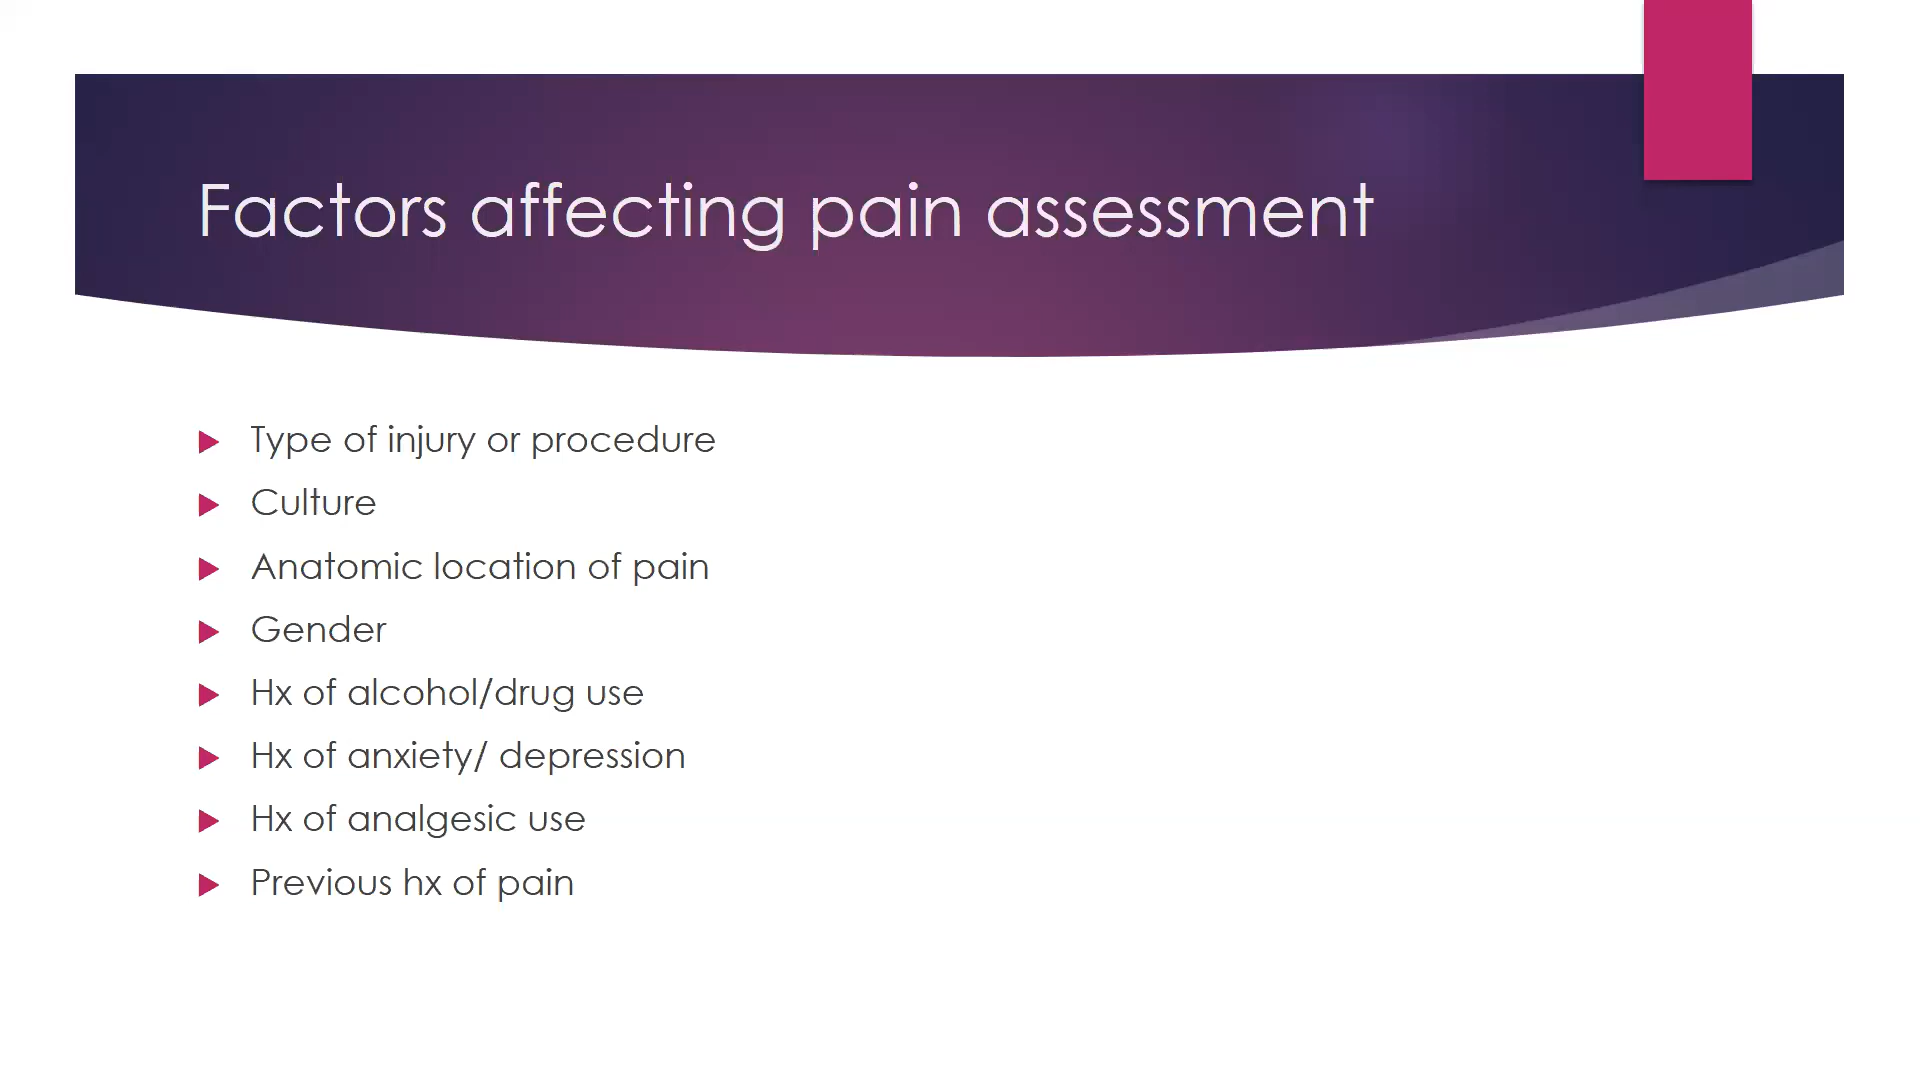 Factors affecting pain assessment
Type of injury or procedure
Culture
Anatomic location of pain
Gender
Hx of alcohol/drug use
Hx of anxiety/ depression
Hx of analgesic use
Previous hx of pain